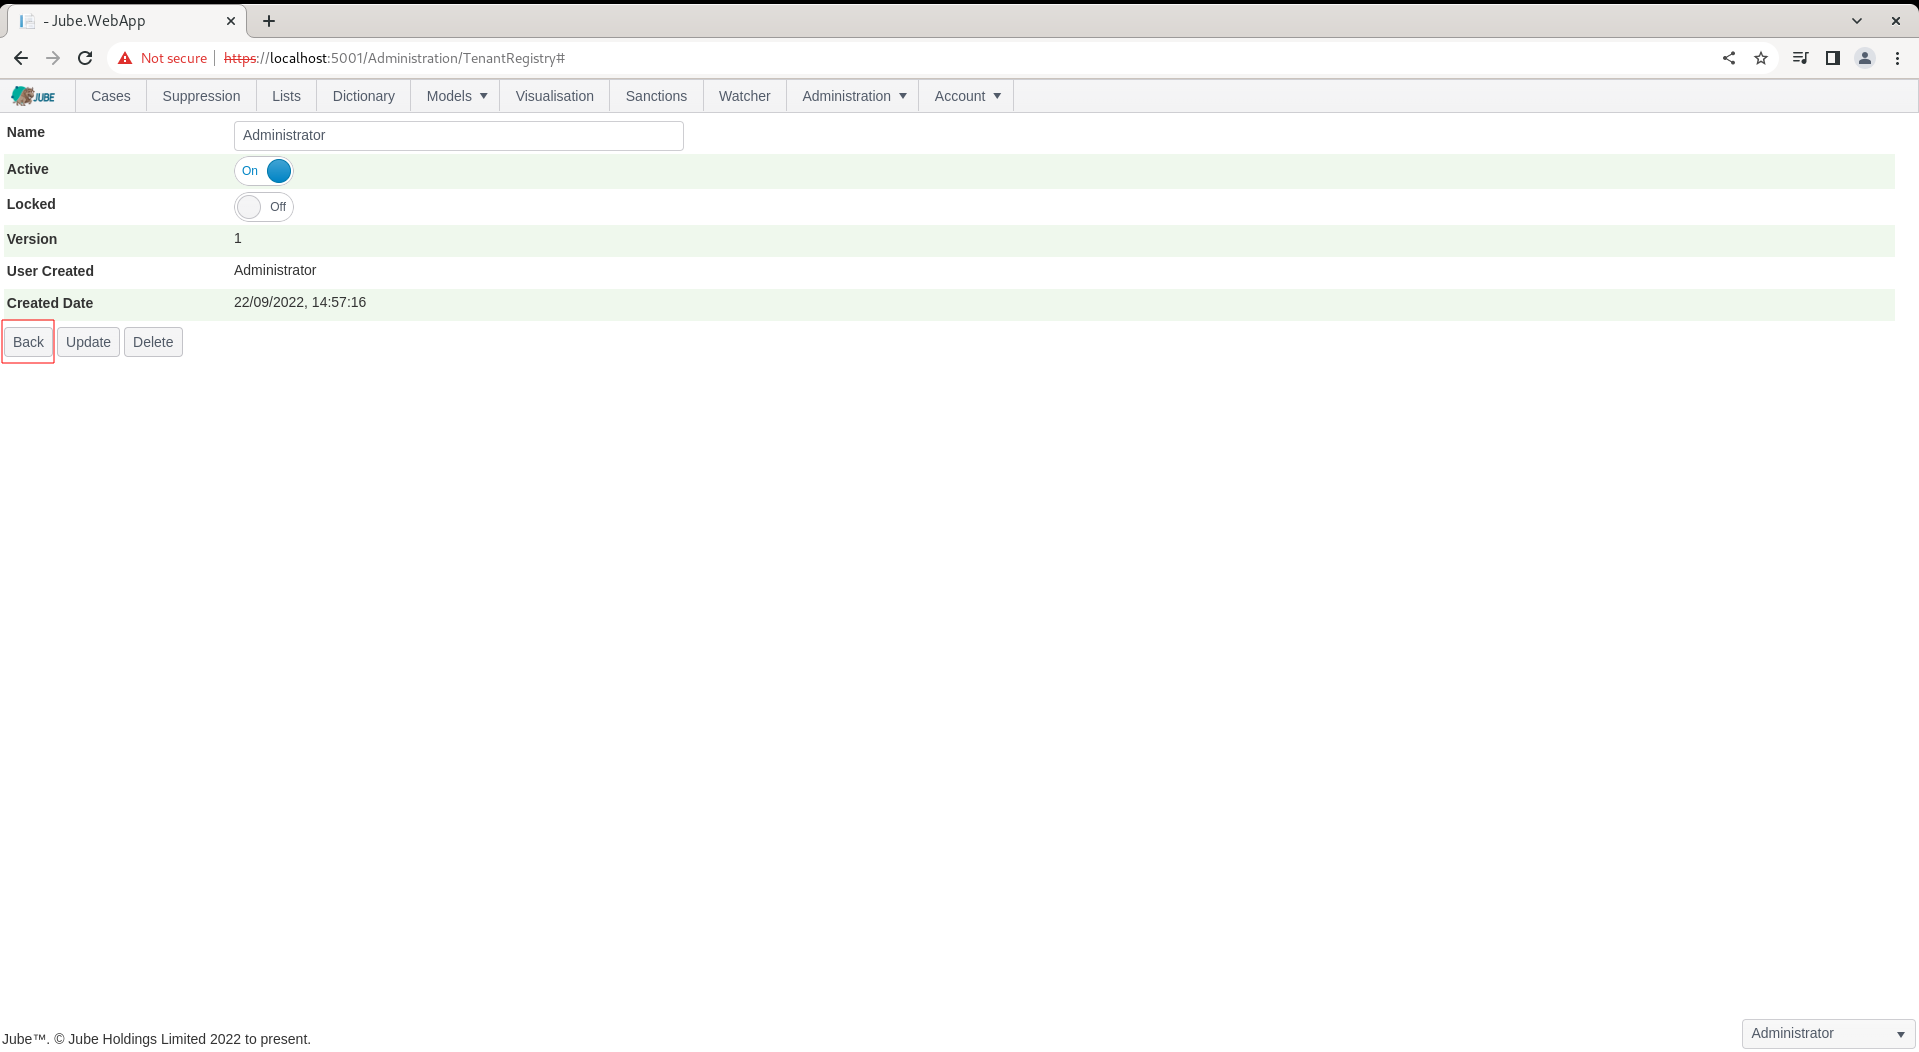 - Jube.WebApp
Not secure https://localhost:5001/Administration/TenantRegistry#
JUBE Cases Suppression Lists Dictionary Models Visualisation Sanctions Watcher Administration Account
Name Administrator
Active On
Locked Off
Version 1
User Created Administrator
Created Date 22/09/2022, 14:57:16
Back Update Delete
Jube™. © Jube Holdings Limited 2022 to present. Administrator